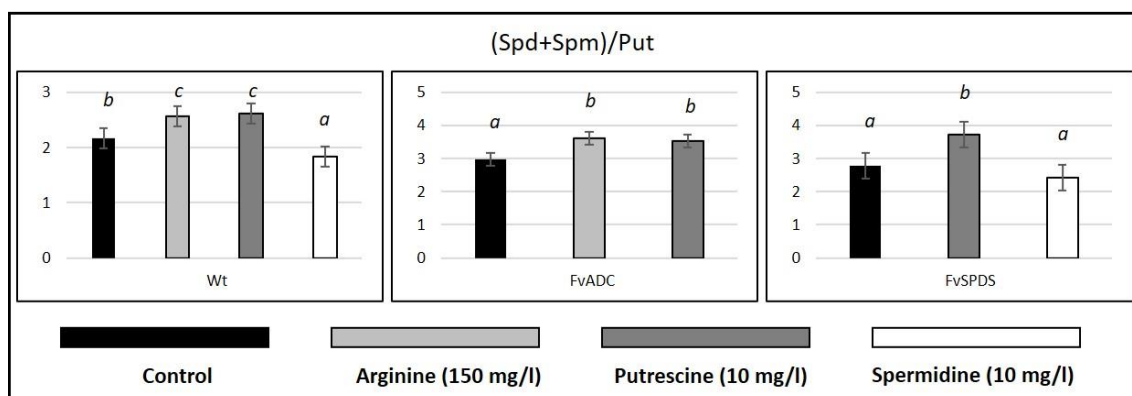 (Spd+Spm)/Put
3
2
1
0
b
c
c
a
Wt
5
4
3
2
1
0
a
b
b
FvADC
5
4
3
2
1
0
a
b
a
FvSPDS
Control
Arginine (150 mg/l)
Putrescine (10 mg/l)
Spermidine (10 mg/l)